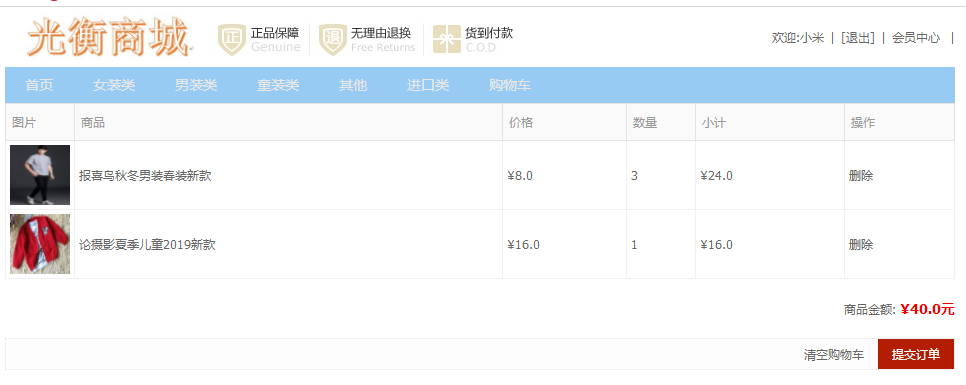 光衡商城
正 正品保障 退 无理由退换 货到付款
Genuine Free Returns C.O.D
欢迎:小米 | [退出] | 会员中心 |
首页 女装类 男装类 童装类 其他 进口类 购物车
图片 商品 价格 数量 小计 操作
报喜鸟秋冬男装春装新款 ¥8.0 3 ¥24.0 删除
论摄影夏季儿童2019新款 ¥16.0 1 ¥16.0 删除
商品金额: ¥40.0元
清空购物车 提交订单